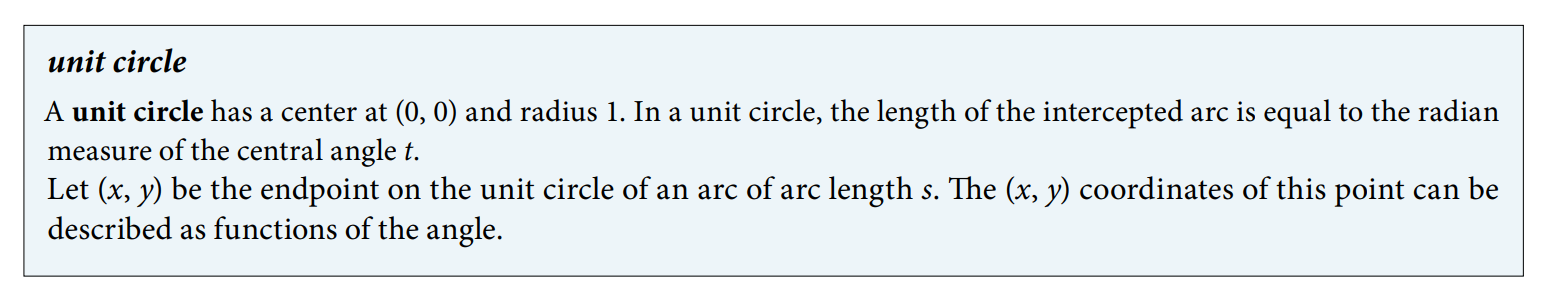 unit circle
A unit circle has a center at (0, 0) and radius 1. In a unit circle, the length of the intercepted arc is equal to the radian
measure of the central angle t.
Let (x, y) be the endpoint on the unit circle of an arc of arc length s. The (x, y) coordinates of this point can be
described as functions of the angle.